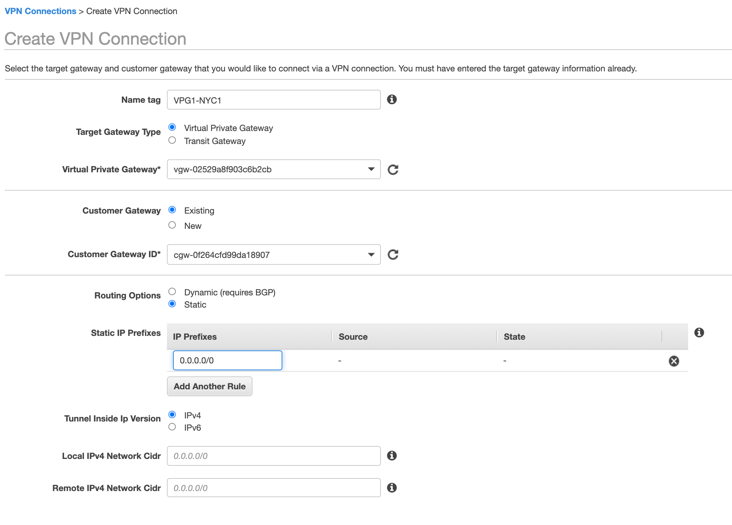 VPN Connections > Create VPN Connection
Create VPN Connection
Select the target gateway and customer gateway that you would like to connect via a VPN connection. You must have entered the target gateway information already.
Name tag VPG1-NYC1
Target Gateway Type Virtual Private Gateway
Transit Gateway
Virtual Private Gateway* vgw-02529a8f903c6b2cb
Customer Gateway Existing
New
Customer Gateway ID* cgw-0f264cfd99da18907
Routing Options Dynamic (requires BGP)
Static
Static IP Prefixes IP Prefixes Source State
0.0.0.0/0 - -
Add Another Rule
Tunnel Inside Ip Version IPv4
IPv6
Local IPv4 Network Cidr 0.0.0.0/0
Remote IPv4 Network Cidr 0.0.0.0/0